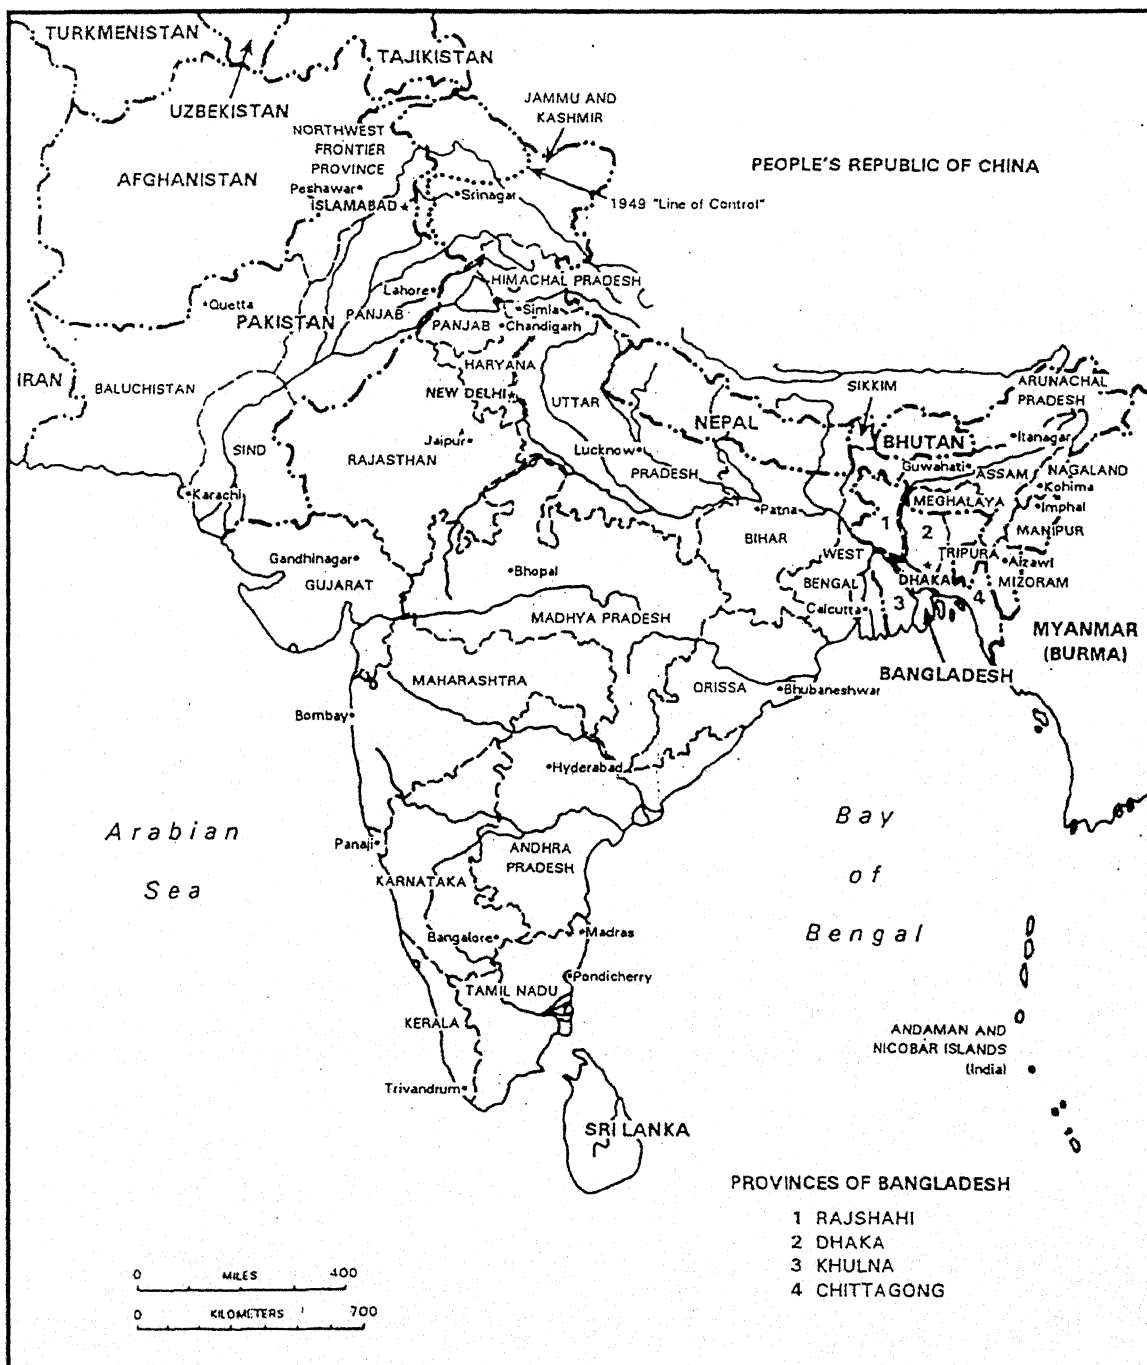 TURKMENISTAN
TAJIKISTAN
UZBEKISTAN
JAMMU AND
KASHMIR
NORTHWEST
FRONTIER
PROVINCE
PEOPLE'S REPUBLIC OF CHINA
AFGHANISTAN
Peshawar
ISLAMABAD
Srinagar
1949 "Line of Control"
HIMACHAL PRADESH
Lahore
Quetta
Simla
PAKISTAN
PANJAB
PANJAB
Chandigarh
HARYANA
IRAN
BALUCHISTAN
NEW DELHI
UTTAR
SIKKIM
ARUNACHAL
PRADESH
NEPAL
BHUTAN
Itanagar
SIND
RAJASTHAN
Jaipur
Lucknow
PRADESH
Guwahati
ASSAM
NAGALAND
Karachi
Kohima
MEGHALAYA
Patna
Imphal
1
2
BIHAR
MANIPUR
Gandhinagar
WEST
TRIPURA
Aizawl
GUJARAT
Bhopal
BENGAL
DHAKA
MIZORAM
Calcutta
3
4
MADHYA PRADESH
MYANMAR
(BURMA)
BANGLADESH
MAHARASHTRA
ORISSA
Bhubaneshwar
Bombay
Hyderabad
Arabian
Sea
Bay
of
Bengal
Panaji
ANDHRA
PRADESH
KARNATAKA
Bangalore
Madras
Pondicherry
TAMIL NADU
KERALA
ANDAMAN AND
NICOBAR ISLANDS
(India)
Trivandrum
SRI LANKA
PROVINCES OF BANGLADESH
1 RAJSHAHI
2 DHAKA
3 KHULNA
4 CHITTAGONG
0 MILES 400
0 KILOMETERS 700